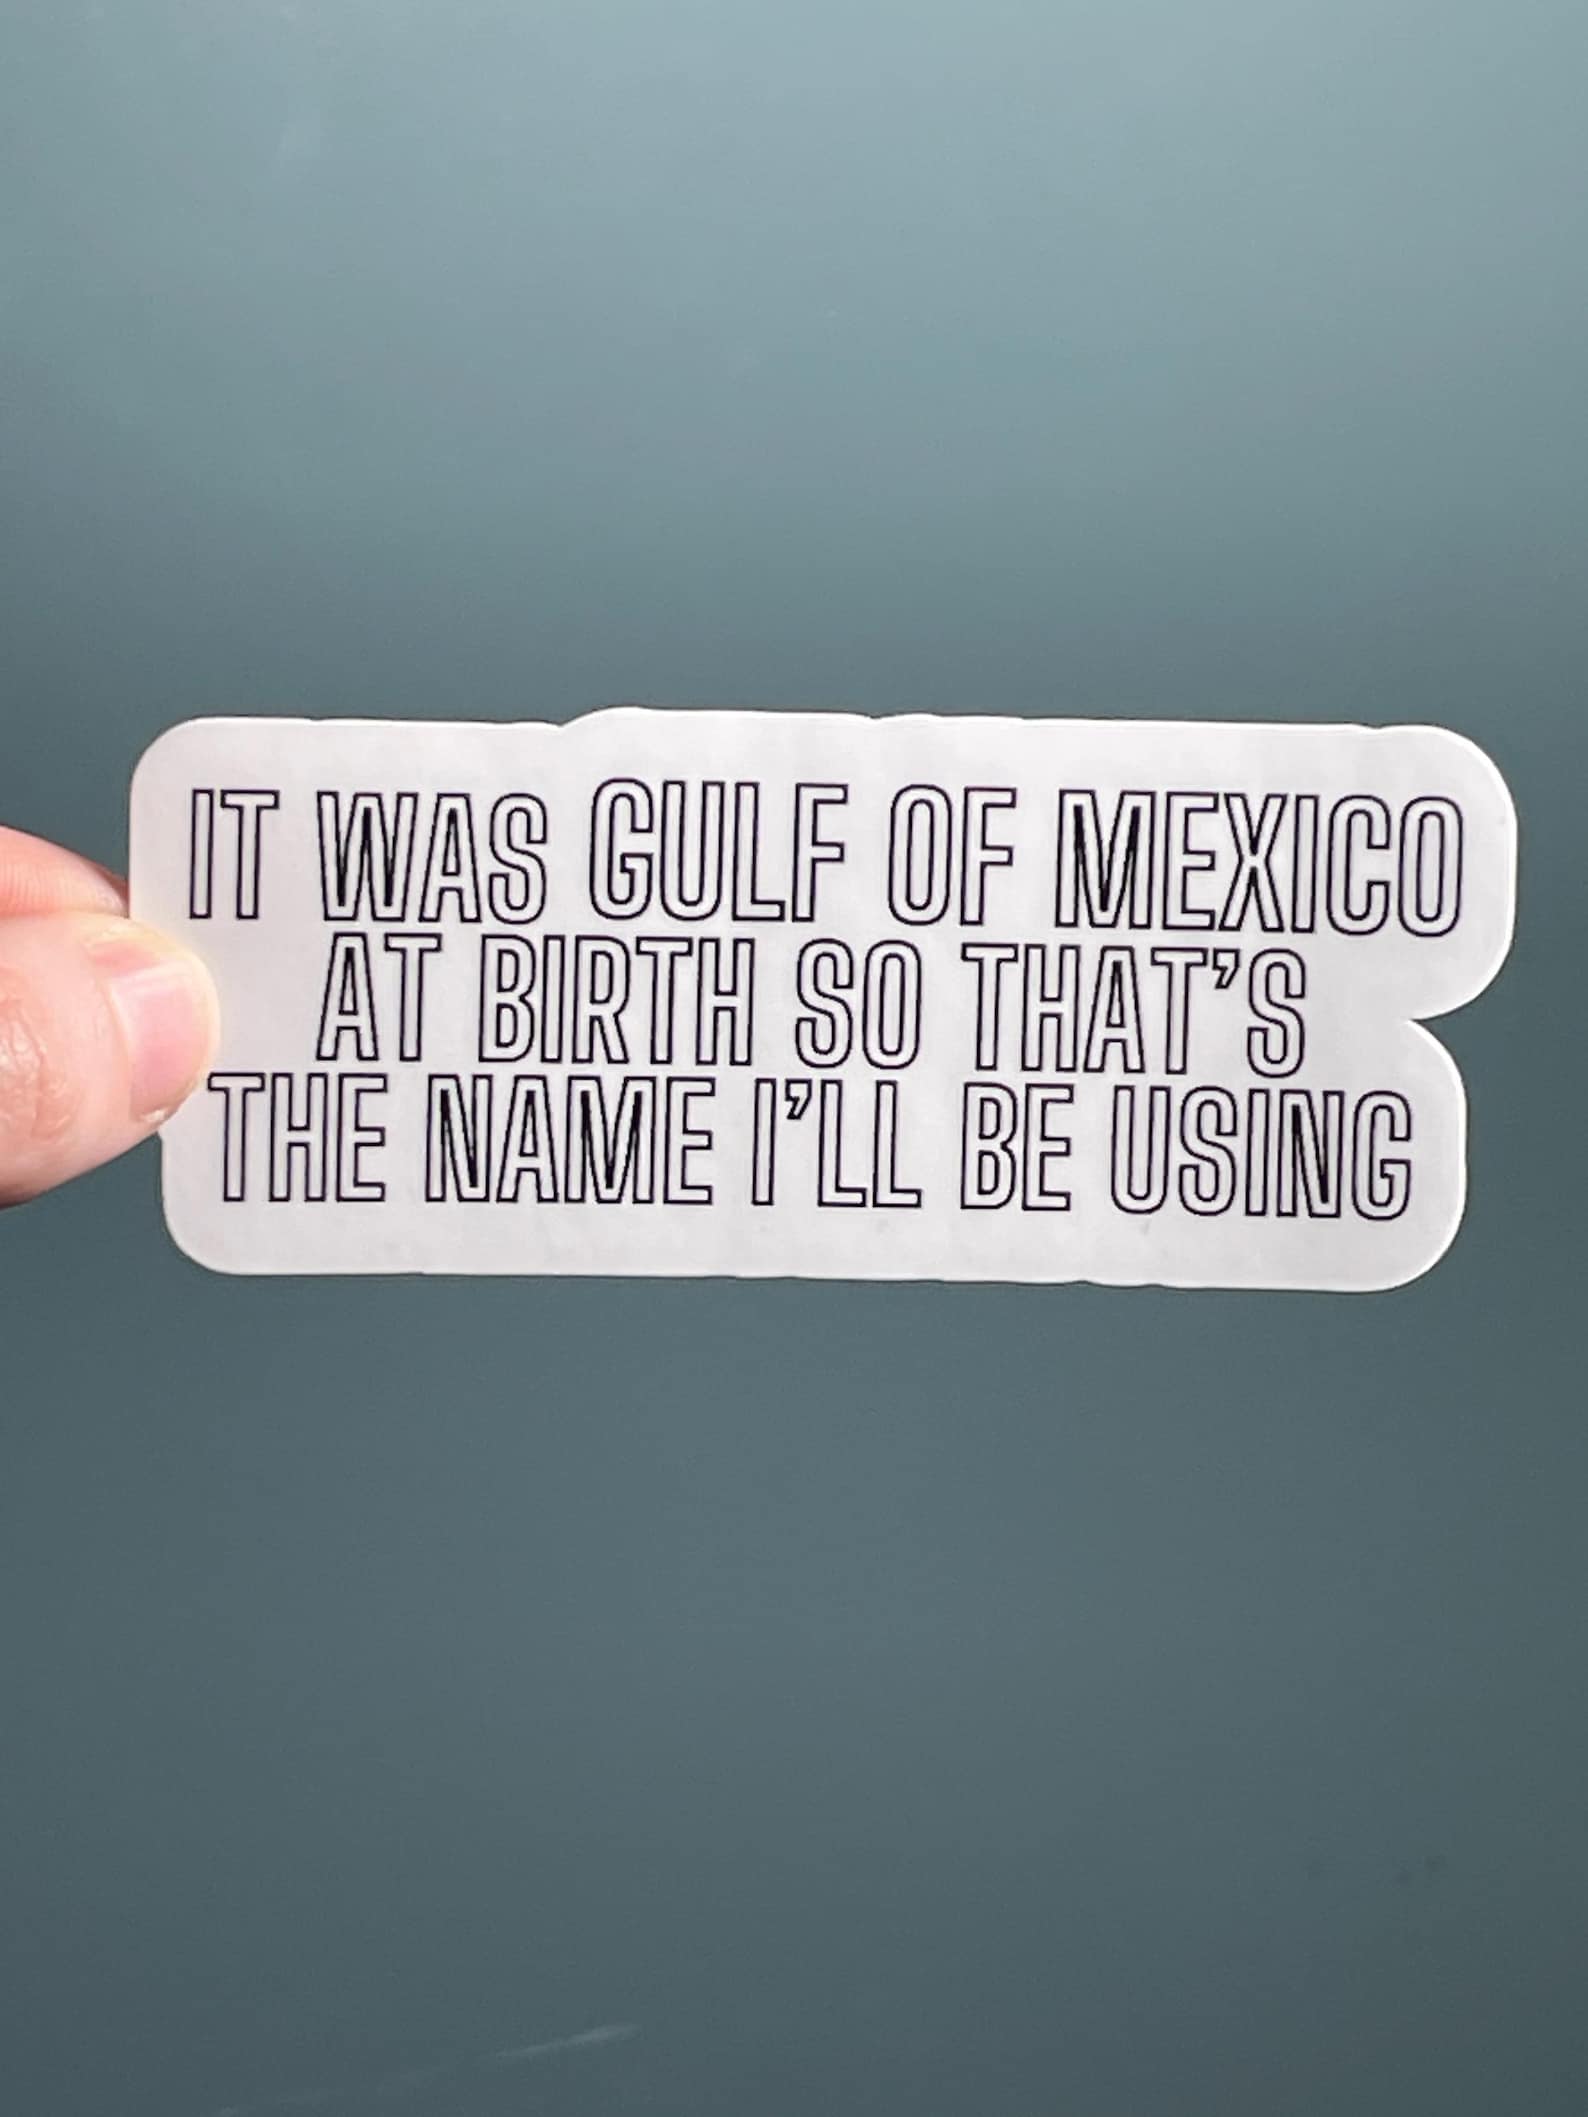 IT WAS GULF OF MEXICO
AT BIRTH SO THAT’S
THE NAME I’LL BE USING